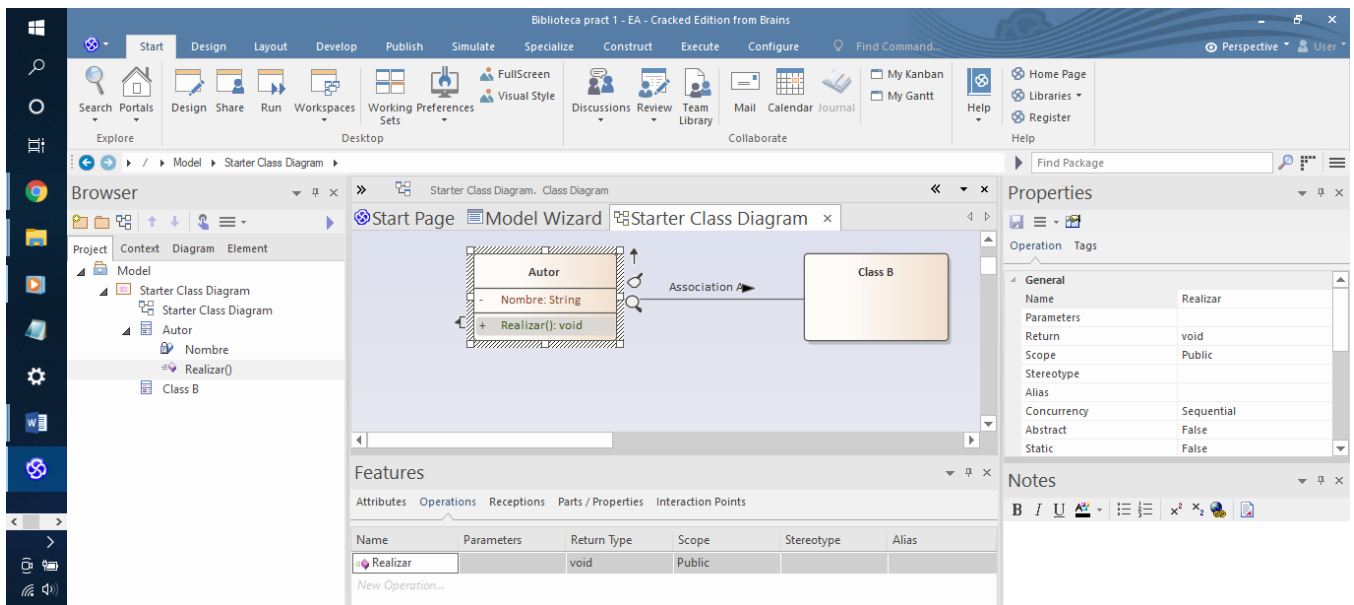 Biblioteca pract 1 - EA - Cracked Edition from Brains
Start Design Layout Develop Publish Simulate Specialize Construct Execute Configure Find Command... Perspective User
Search Portals Design Share Run Workspaces Working Sets Preferences FullScreen Visual Style Discussions Review Team Library Mail Calendar Journal My Kanban My Gantt Help Home Page Libraries Register
Explore Desktop Collaborate Help
/ Model Starter Class Diagram Find Package
Browser
Project Context Diagram Element
Model
Starter Class Diagram
Starter Class Diagram
Autor
Nombre
Realizar()
Class B
Starter Class Diagram. Class Diagram
Start Page Model Wizard Starter Class Diagram ×
Autor
- Nombre: String
+ Realizar(): void
Association A
Class B
Features
Attributes Operations Receptions Parts / Properties Interaction Points
Name Parameters Return Type Scope Stereotype Alias
Realizar void Public
New Operation...
Properties
Operation Tags
General
Name Realizar
Parameters
Return void
Scope Public
Stereotype
Alias
Concurrency Sequential
Abstract False
Static False
Notes
B I U A x² x₂